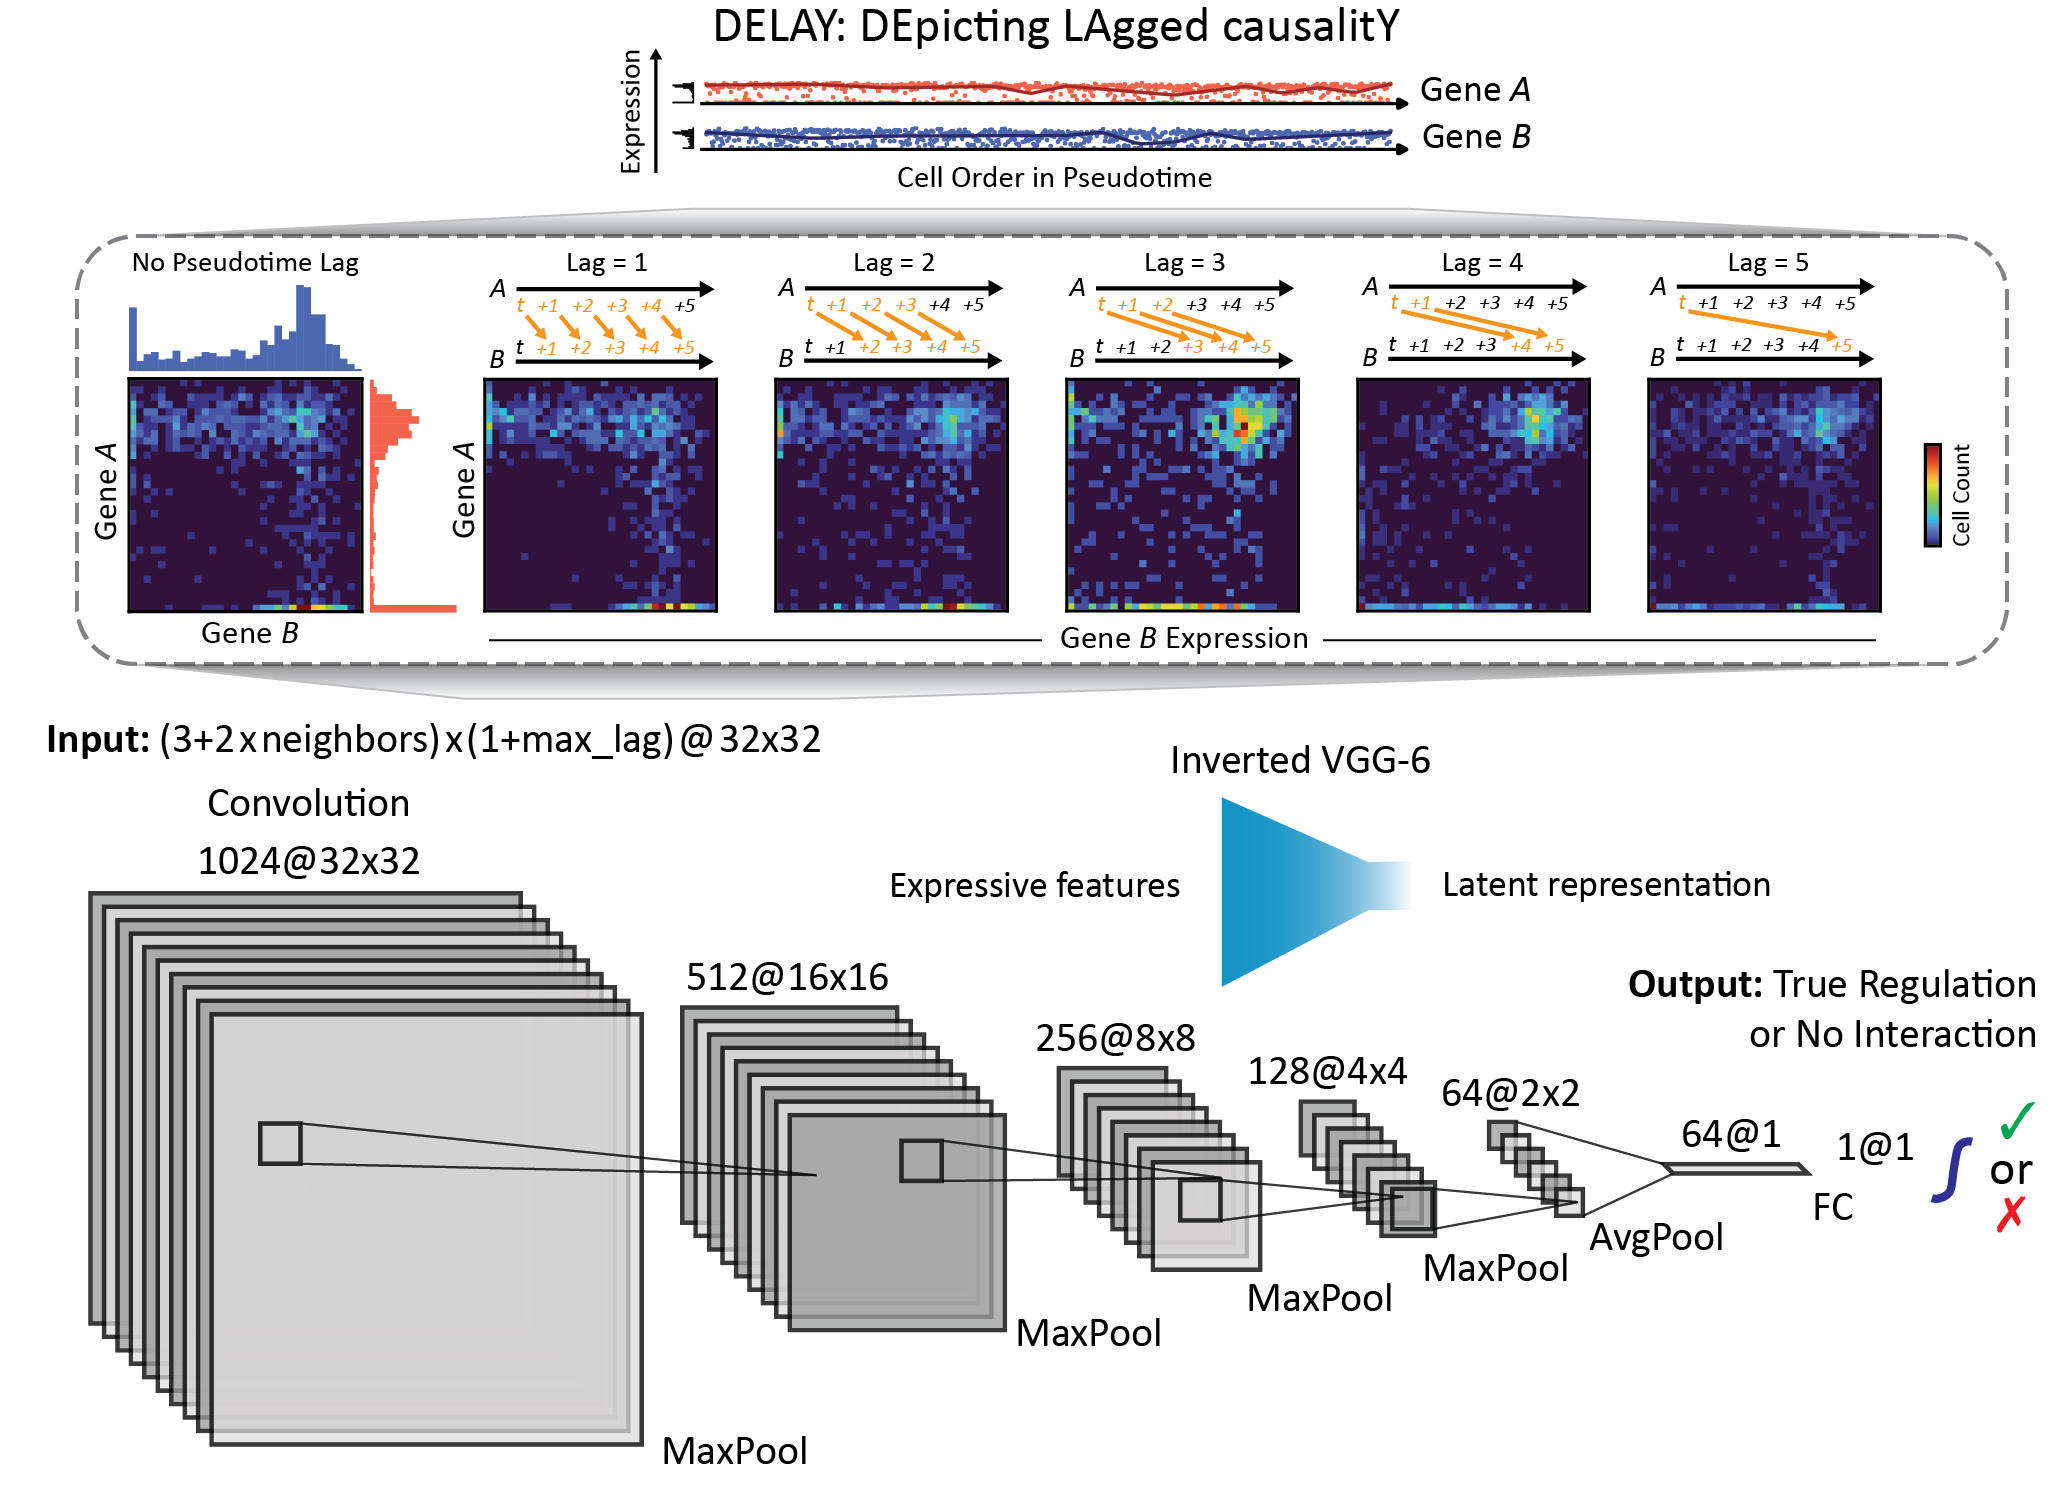 DELAY: DEpicting LAgged causalitY
Expression
Gene A
Gene B
Cell Order in Pseudotime
No Pseudotime Lag
Lag = 1
Lag = 2
Lag = 3
Lag = 4
Lag = 5
A
t +1 +2 +3 +4 +5
t +1 +2 +3 +4 +5
B
A
t +1 +2 +3 +4 +5
t +1 +2 +3 +4 +5
B
A
t +1 +2 +3 +4 +5
t +1 +2 +3 +4 +5
B
A
t +1 +2 +3 +4 +5
t +1 +2 +3 +4 +5
B
A
t +1 +2 +3 +4 +5
t +1 +2 +3 +4 +5
B
Gene A
Gene A
Cell Count
Gene B
Gene B Expression
Input: (3+2xneighbors)x(1+max_lag)@32x32
Inverted VGG-6
Convolution
1024@32x32
Expressive features
Latent representation
512@16x16
Output: True Regulation
or No Interaction
256@8x8
128@4x4
64@2x2
64@1
1@1
✓
or
✗
FC
AvgPool
MaxPool
MaxPool
MaxPool
MaxPool